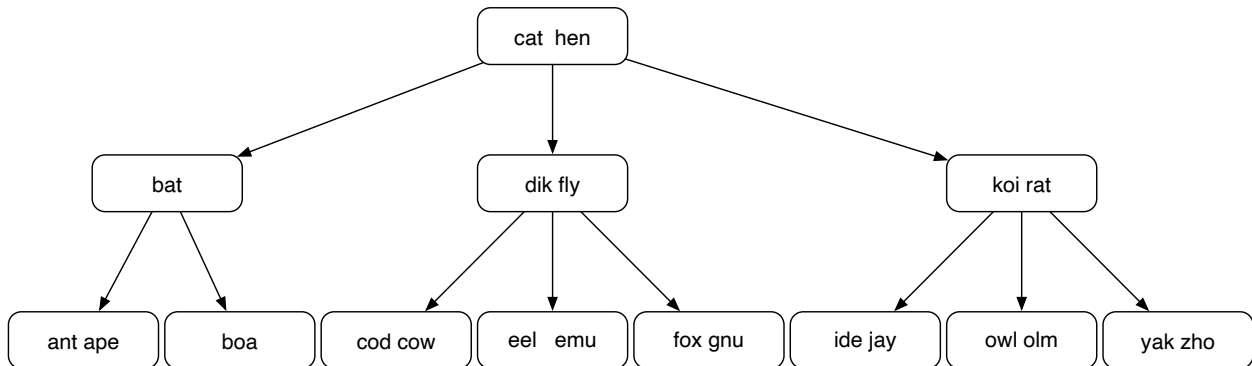 cat hen
bat
dik fly
koi rat
ant ape
boa
cod cow
eel emu
fox gnu
ide jay
owl olm
yak zho